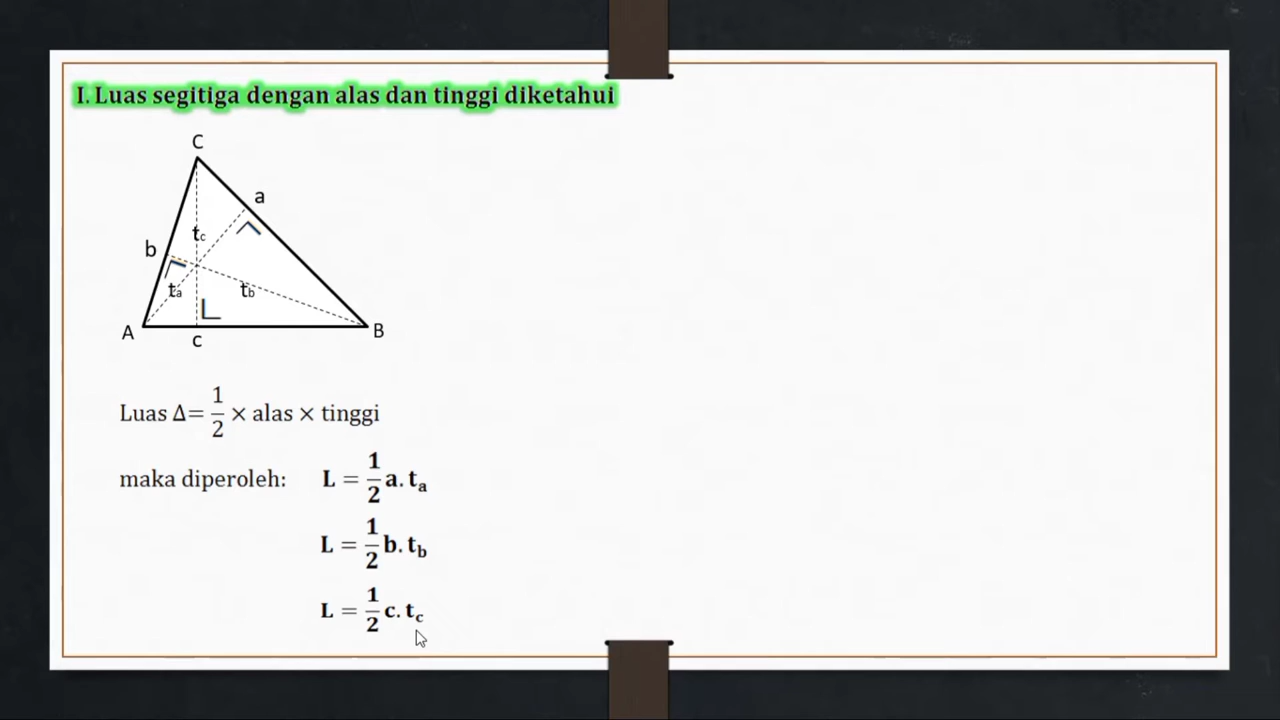 I. Luas segitiga dengan alas dan tinggi diketahui
C
a
tc
b
ta
tb
A
B
c
Luas Δ= 1/2 × alas × tinggi
maka diperoleh: L = 1/2 a. ta
L = 1/2 b. tb
L = 1/2 c. tc